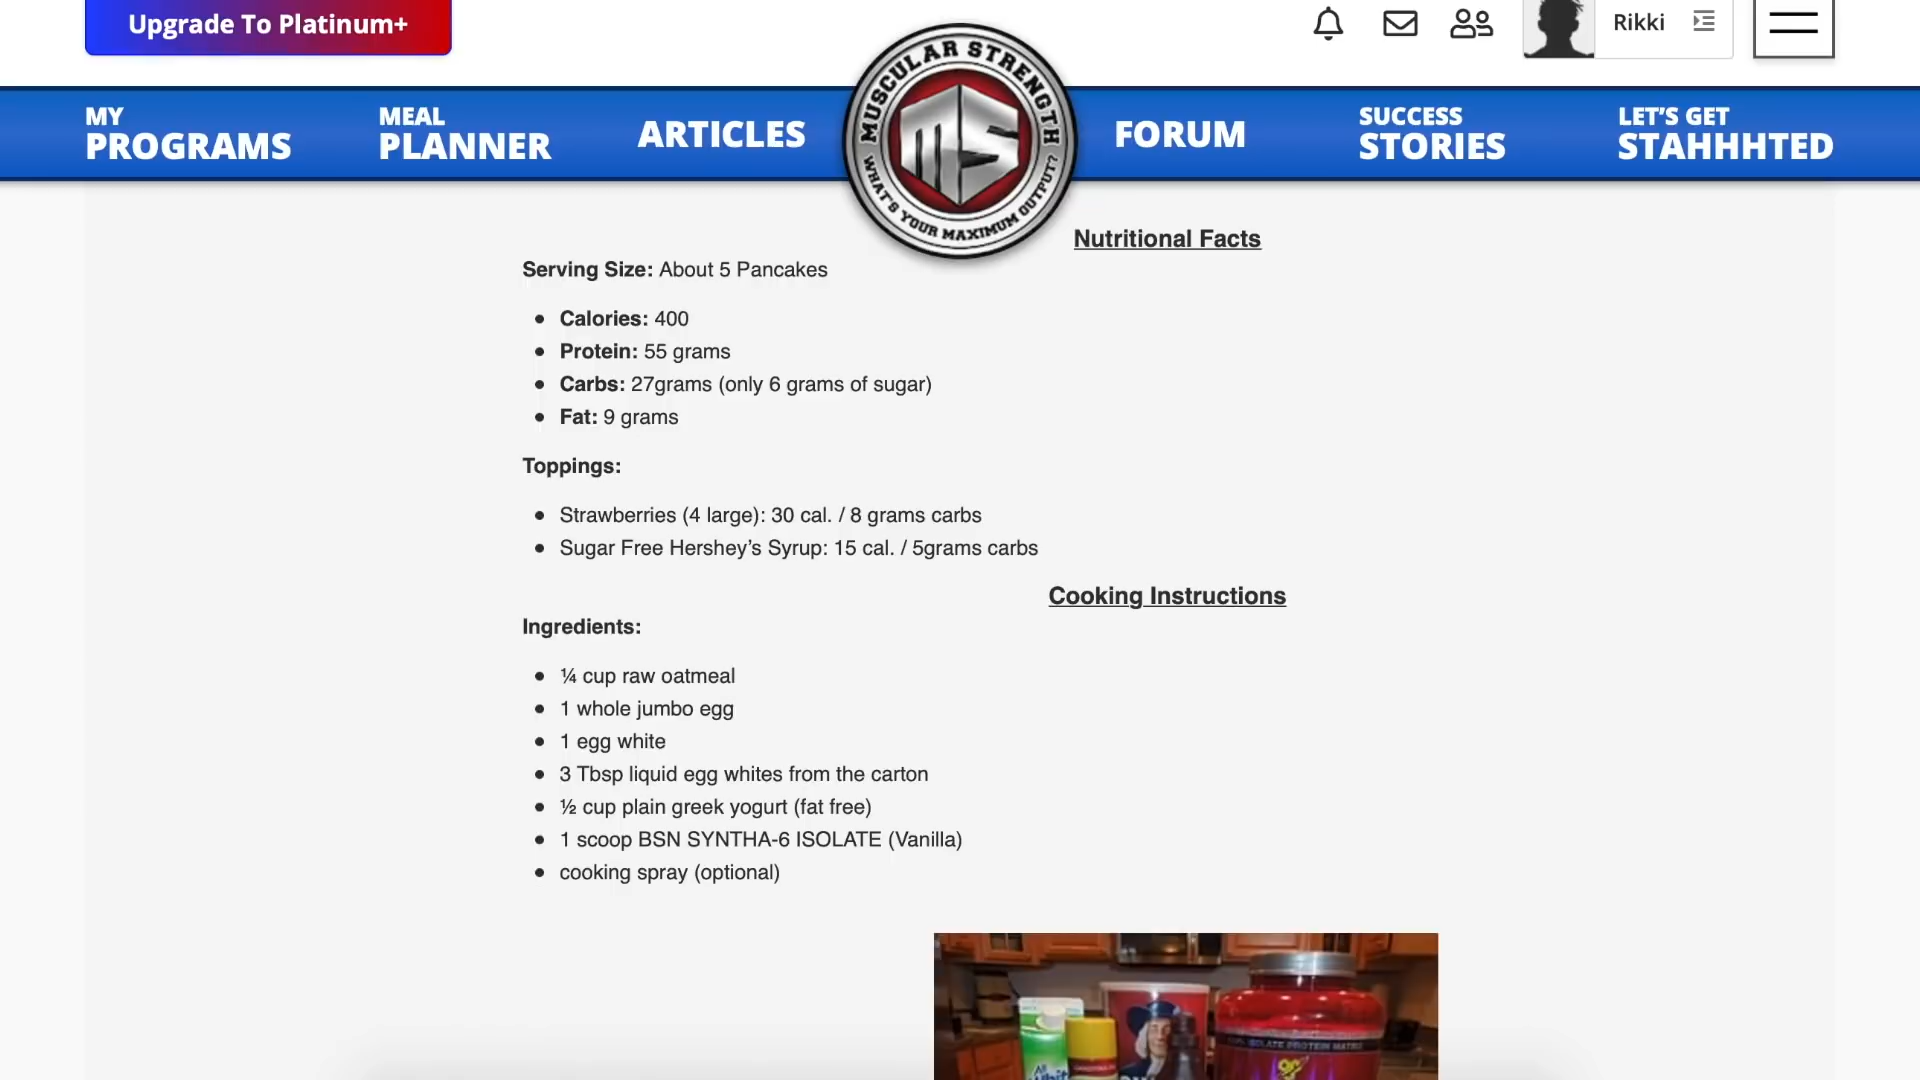 Upgrade To Platinum+
Rikki
MY
PROGRAMS
MEAL
PLANNER
ARTICLES
MUSCULAR STRENGTH
MS
WHAT'S YOUR MAXIMUM OUTPUT?
FORUM
SUCCESS
STORIES
LET'S GET
STAHHHTED
Nutritional Facts
Serving Size: About 5 Pancakes
Calories: 400
Protein: 55 grams
Carbs: 27grams (only 6 grams of sugar)
Fat: 9 grams
Toppings:
Strawberries (4 large): 30 cal. / 8 grams carbs
Sugar Free Hershey’s Syrup: 15 cal. / 5grams carbs
Cooking Instructions
Ingredients:
¼ cup raw oatmeal
1 whole jumbo egg
1 egg white
3 Tbsp liquid egg whites from the carton
½ cup plain greek yogurt (fat free)
1 scoop BSN SYNTHA-6 ISOLATE (Vanilla)
cooking spray (optional)
ISOLATE PROTEIN MATRIX
All